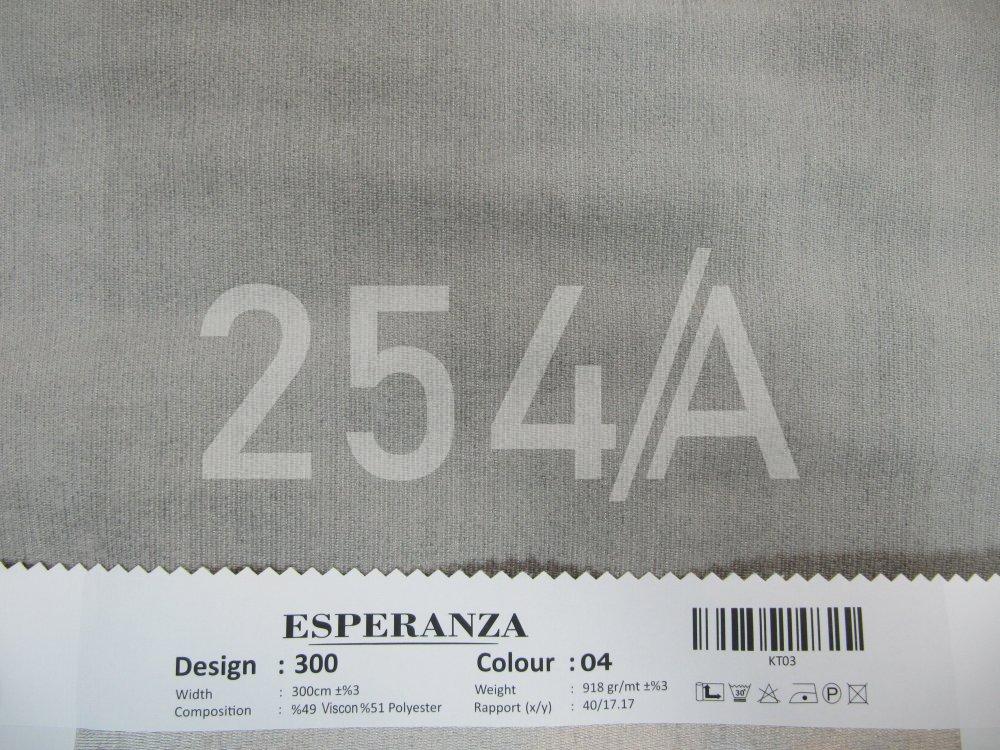 254/A
ESPERANZA
Design : 300 Colour : 04
Width : 300cm ±%3 Weight : 918 gr/mt ±%3
Composition : %49 Viscon %51 Polyester Rapport (x/y) : 40/17.17
KT03
30°
P